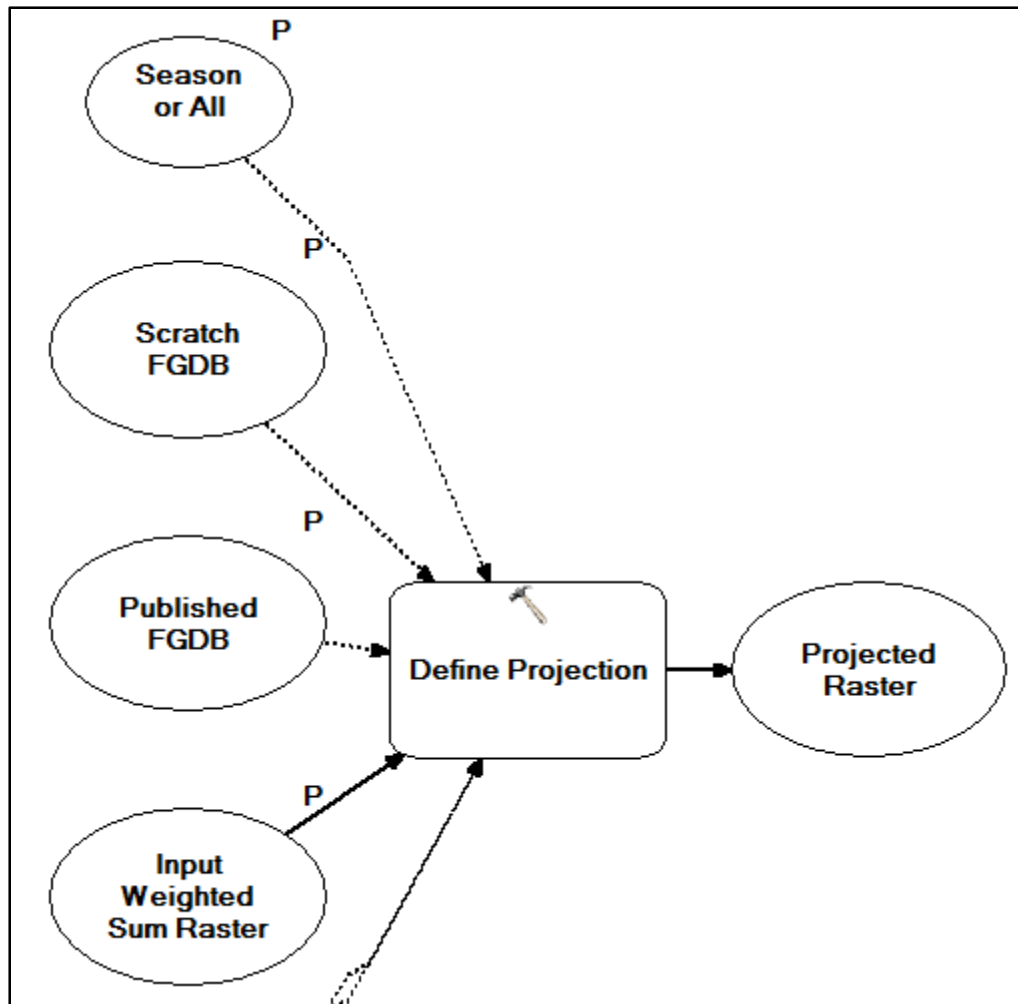 P
Season
or All
P
Scratch
FGDB
P
Published
FGDB
Define Projection
Projected
Raster
P
Input
Weighted
Sum Raster